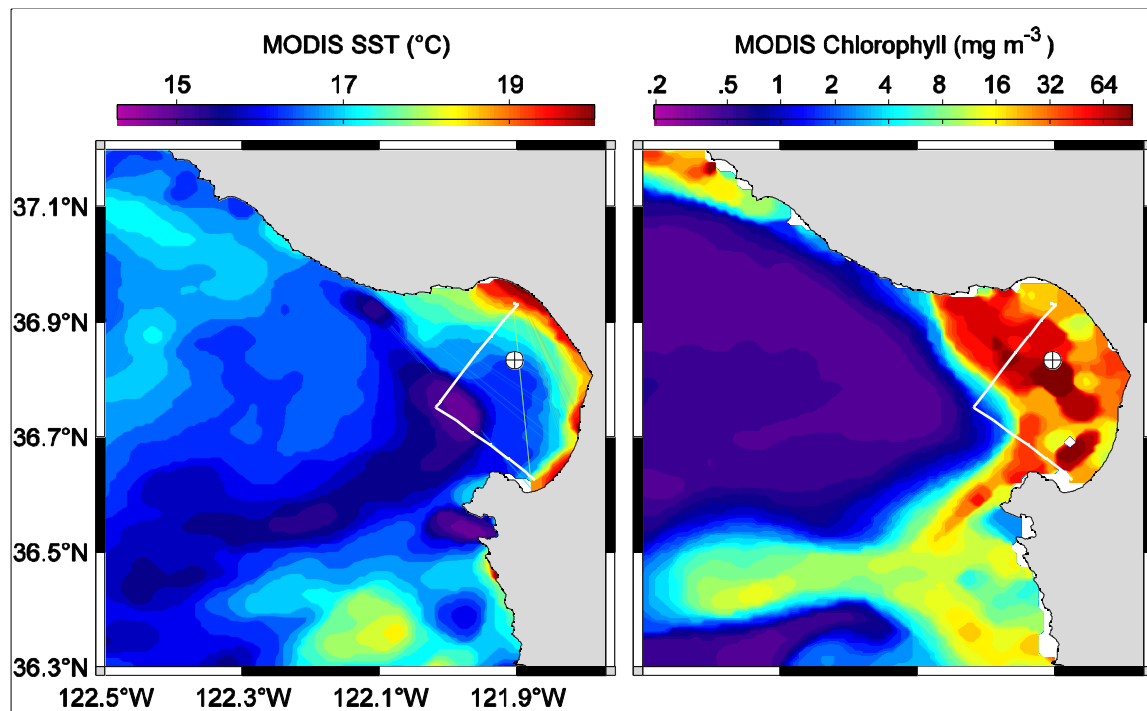 MODIS SST (°C)
15 17 19
MODIS Chlorophyll (mg m⁻³ )
.2 .5 1 2 4 8 16 32 64
37.1°N
36.9°N
36.7°N
36.5°N
36.3°N
122.5°W 122.3°W 122.1°W 121.9°W